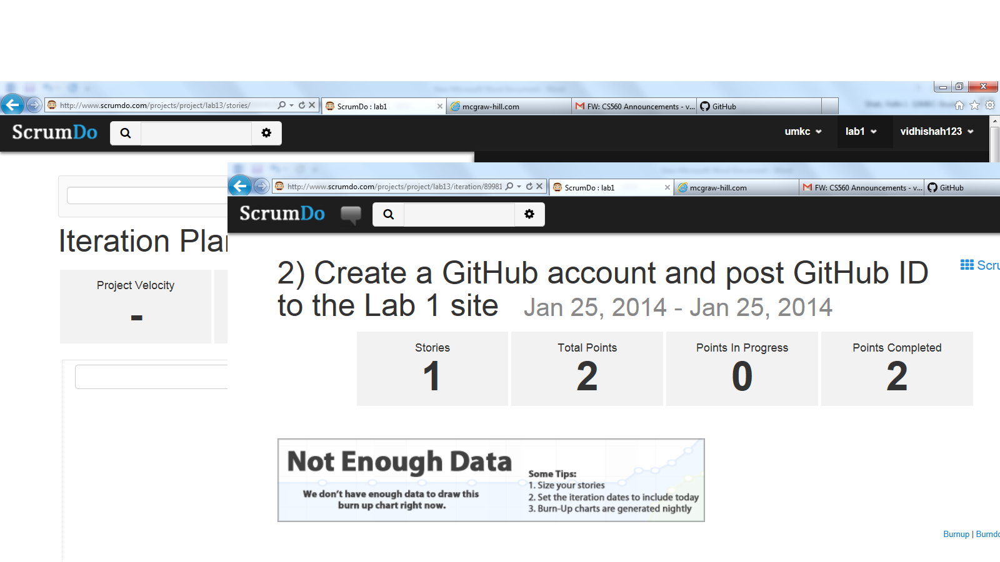 http://www.scrumdo.com/projects/project/lab13/stories/
ScrumDo : lab1
mcgraw-hill.com
FW: CS560 Announcements - v...
GitHub
ScrumDo
umkc
lab1
vidhishah123
Iteration Pla
Project Velocity
-
http://www.scrumdo.com/projects/project/lab13/iteration/89981
ScrumDo : lab1
mcgraw-hill.com
FW: CS560 Announcements - v...
GitHub
ScrumDo
2) Create a GitHub account and post GitHub ID
to the Lab 1 site Jan 25, 2014 - Jan 25, 2014
Scru
Stories
1
Total Points
2
Points In Progress
0
Points Completed
2
Not Enough Data
We don't have enough data to draw this
burn up chart right now.
Some Tips:
1. Size your stories
2. Set the iteration dates to include today
3. Burn-Up charts are generated nightly
Burnup | Burndo